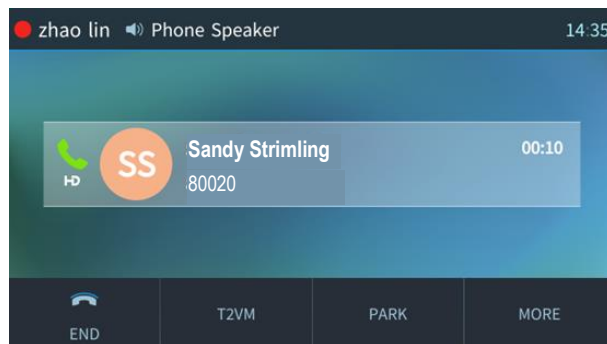 zhao lin Phone Speaker 14:35
SS Sandy Strimling 00:10
HD 80020
END T2VM PARK MORE